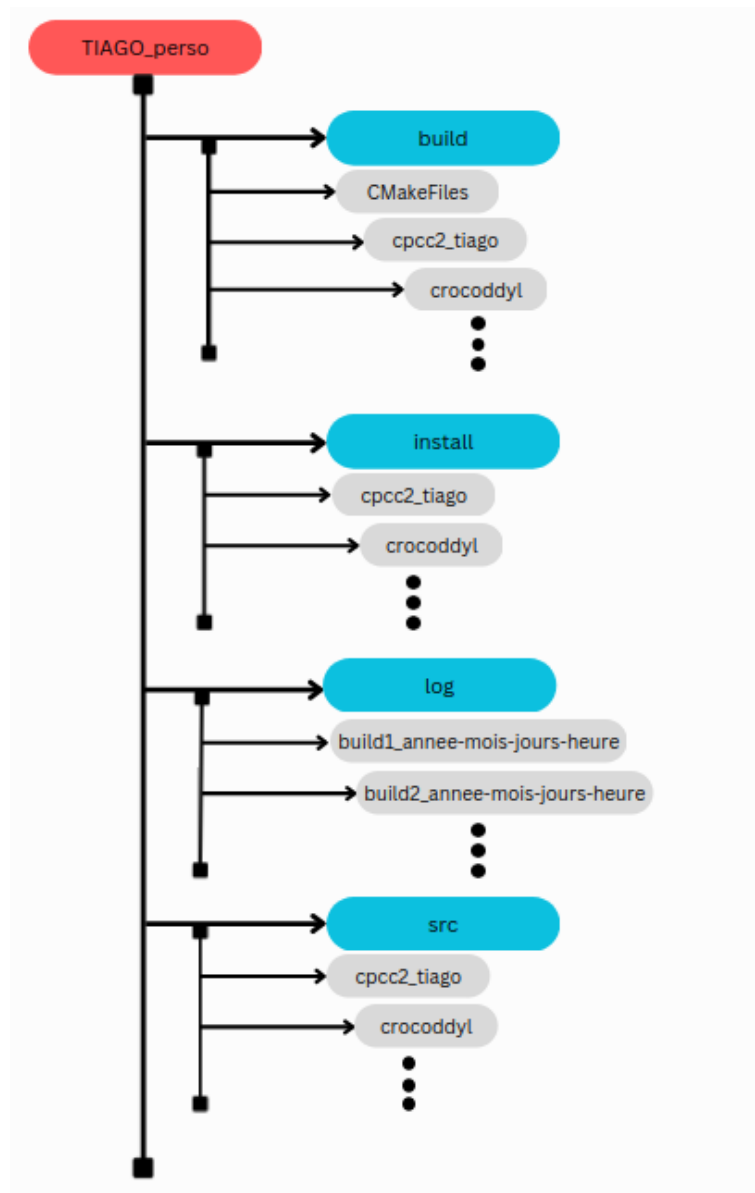 TIAGO_perso
build
CMakeFiles
cpcc2_tiago
crocoddyl
install
cpcc2_tiago
crocoddyl
log
build1_annee-mois-jours-heure
build2_annee-mois-jours-heure
src
cpcc2_tiago
crocoddyl